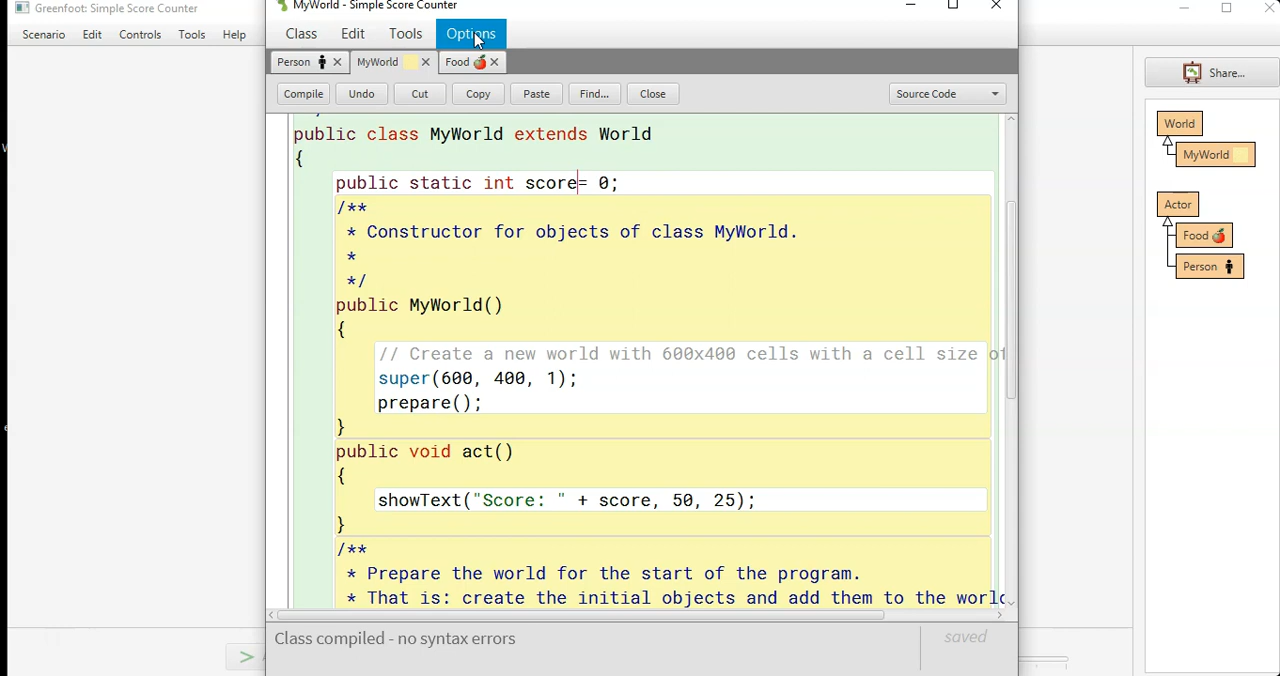 Greenfoot: Simple Score Counter
Scenario Edit Controls Tools Help
MyWorld - Simple Score Counter
Class Edit Tools Options
Person MyWorld Food
Compile Undo Cut Copy Paste Find... Close Source Code
public class MyWorld extends World
{
public static int score= 0;
/**
* Constructor for objects of class MyWorld.
*
*/
public MyWorld()
{
// Create a new world with 600x400 cells with a cell size of
super(600, 400, 1);
prepare();
}
public void act()
{
showText("Score: " + score, 50, 25);
}
/**
* Prepare the world for the start of the program.
* That is: create the initial objects and add them to the world
Class compiled - no syntax errors
saved
Share...
World
MyWorld
Actor
Food
Person